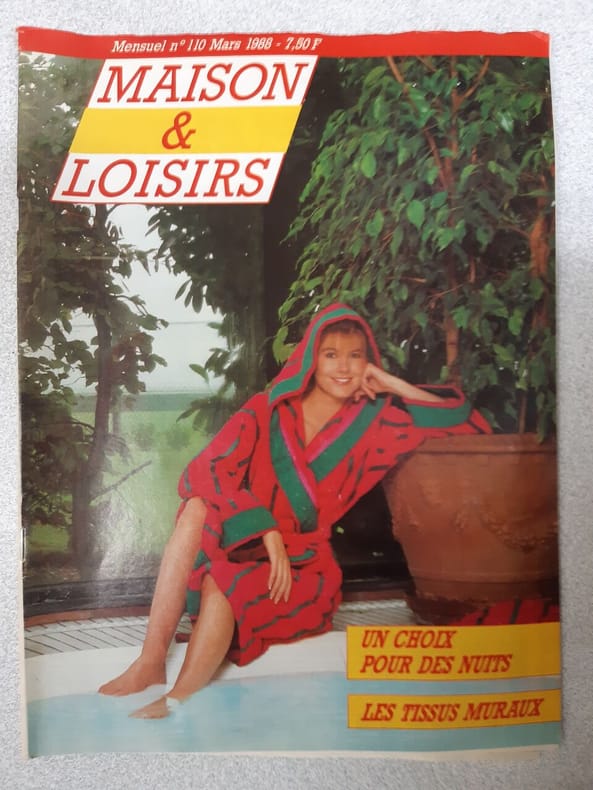 Mensuel n° 110 Mars 1988 - 7,50 F
MAISON
&
LOISIRS
UN CHOIX
POUR DES NUITS
LES TISSUS MURAUX